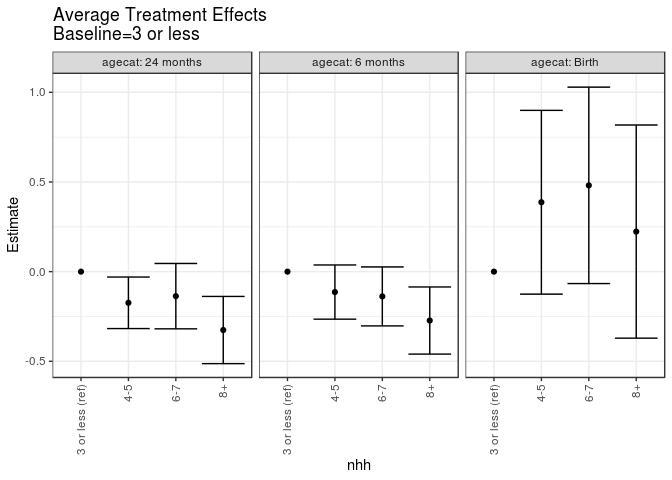 Average Treatment Effects
Baseline=3 or less
agecat: 24 months
agecat: 6 months
agecat: Birth
1.0
0.5
0.0
-0.5
Estimate
3 or less (ref)
4-5
6-7
8+
3 or less (ref)
4-5
6-7
8+
3 or less (ref)
4-5
6-7
8+
nhh